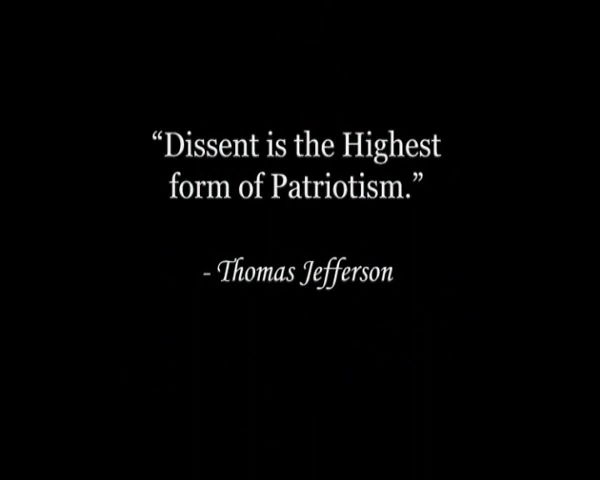 “Dissent is the Highest
form of Patriotism.”
- Thomas Jefferson